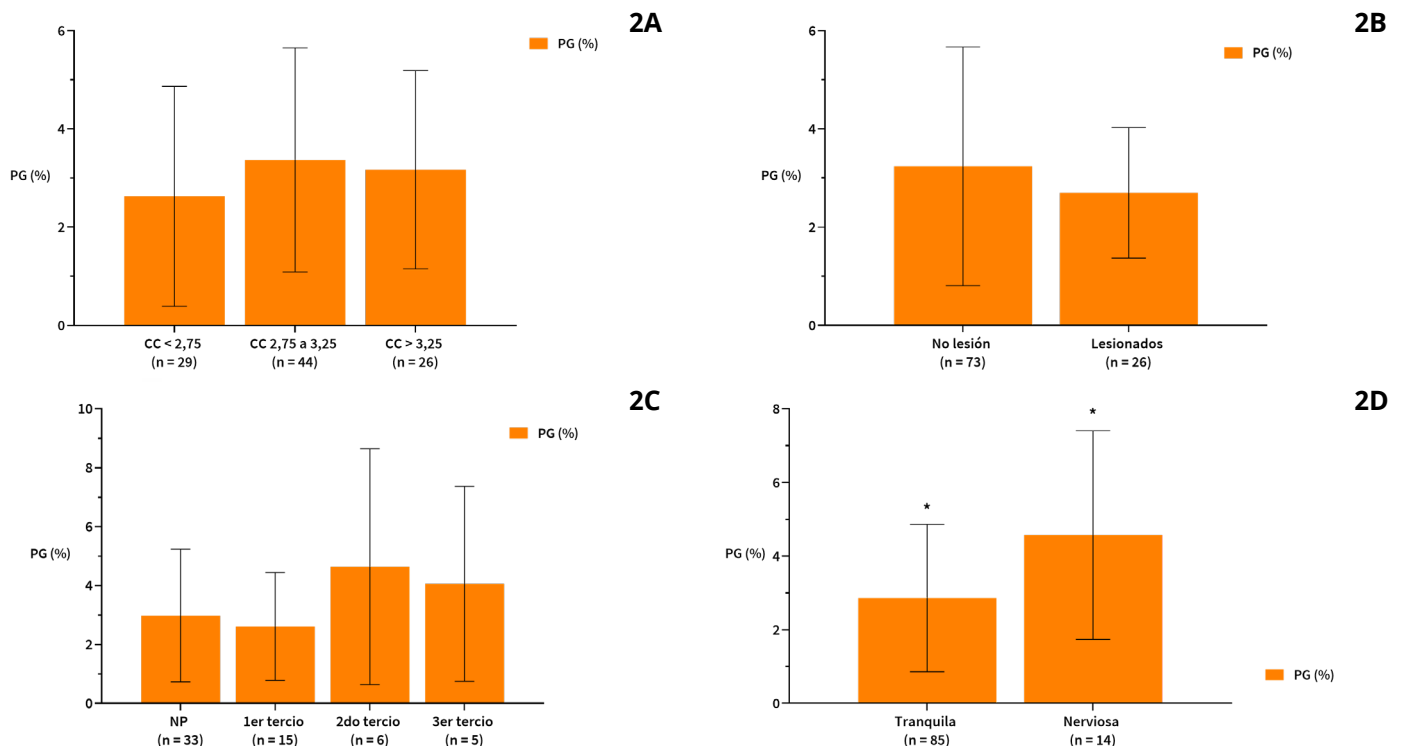 2A
6
4
2
0
PG (%)
PG (%)
CC < 2,75
(n = 29)
CC 2,75 a 3,25
(n = 44)
CC > 3,25
(n = 26)
2B
6
4
2
0
PG (%)
PG (%)
No lesión
(n = 73)
Lesionados
(n = 26)
2C
10
8
6
4
2
0
PG (%)
PG (%)
NP
(n = 33)
1er tercio
(n = 15)
2do tercio
(n = 6)
3er tercio
(n = 5)
2D
8
6
4
2
0
PG (%)
*
*
PG (%)
Tranquila
(n = 85)
Nerviosa
(n = 14)